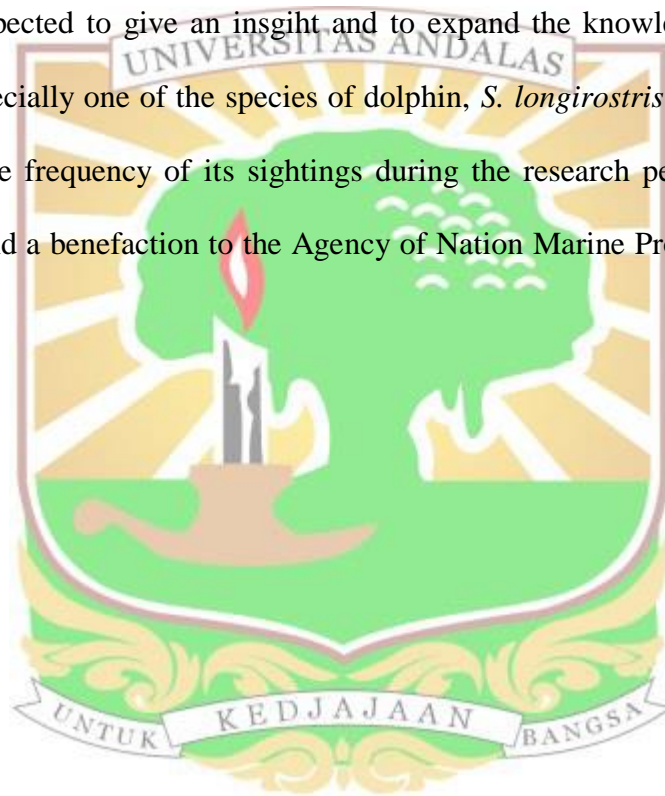 pected to give an insgiht and to expand the knowle
UNIVERSITAS ANDALAS
ecially one of the species of dolphin, S. longirostris
e frequency of its sightings during the research pe
d a benefaction to the Agency of Nation Marine Pro
UNTUK KEDJAJAAN BANGSA